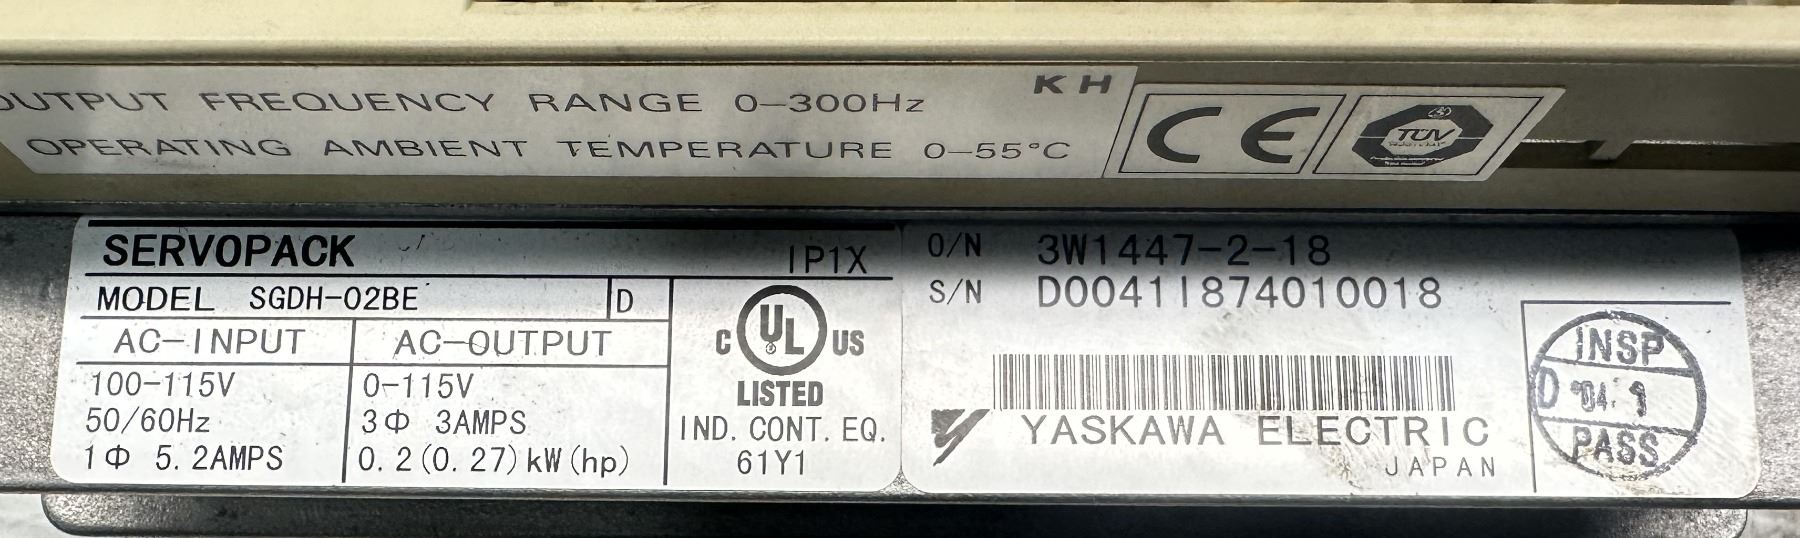 OUTPUT FREQUENCY RANGE 0-300Hz
KH
OPERATING AMBIENT TEMPERATURE 0-55°C
CE
TÜV
SERVOPACK
IP1X
MODEL SGDH-02BE D
AC-INPUT
100-115V
50/60Hz
1Φ 5.2AMPS
AC-OUTPUT
0-115V
3Φ 3AMPS
0.2(0.27)kW(hp)
C UL US
LISTED
IND. CONT. EQ.
61Y1
O/N 3W1447-2-18
S/N D0041I874010018
YASKAWA ELECTRIC
JAPAN
INSP
D '04. 9
PASS